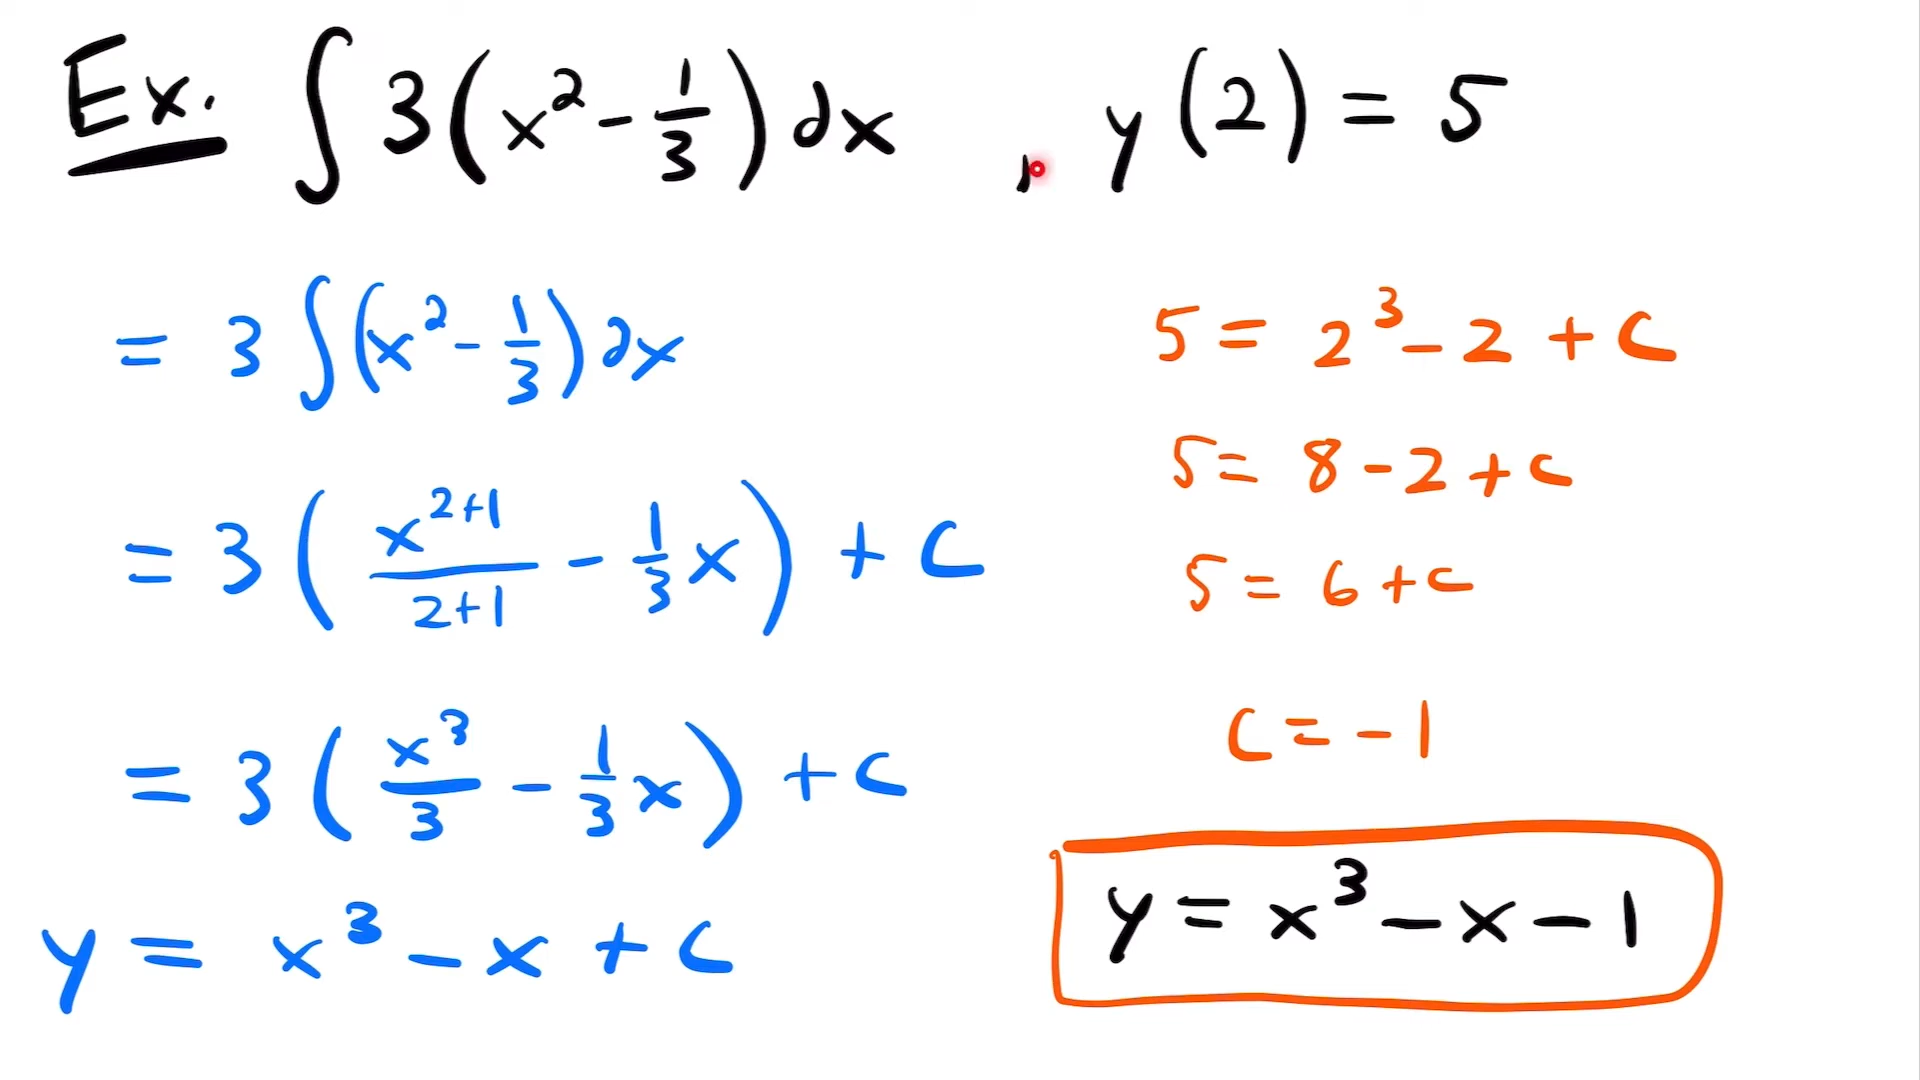 Ex. ∫ 3(x² - 1/3) dx , y(2) = 5
= 3 ∫(x² - 1/3) dx
= 3( x^(2+1)/(2+1) - 1/3 x ) + C
= 3( x³/3 - 1/3 x ) + C
y = x³ - x + C
5 = 2³ - 2 + C
5 = 8 - 2 + C
5 = 6 + C
C = -1
y = x³ - x - 1